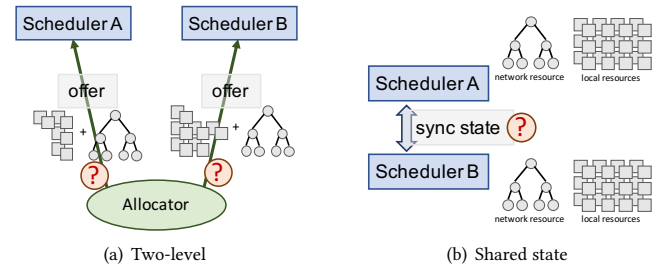 Scheduler A
Scheduler B
offer
offer
+
+
?
?
Allocator
(a) Two-level
network resource
local resources
Scheduler A
sync state
?
Scheduler B
network resource
local resources
(b) Shared state